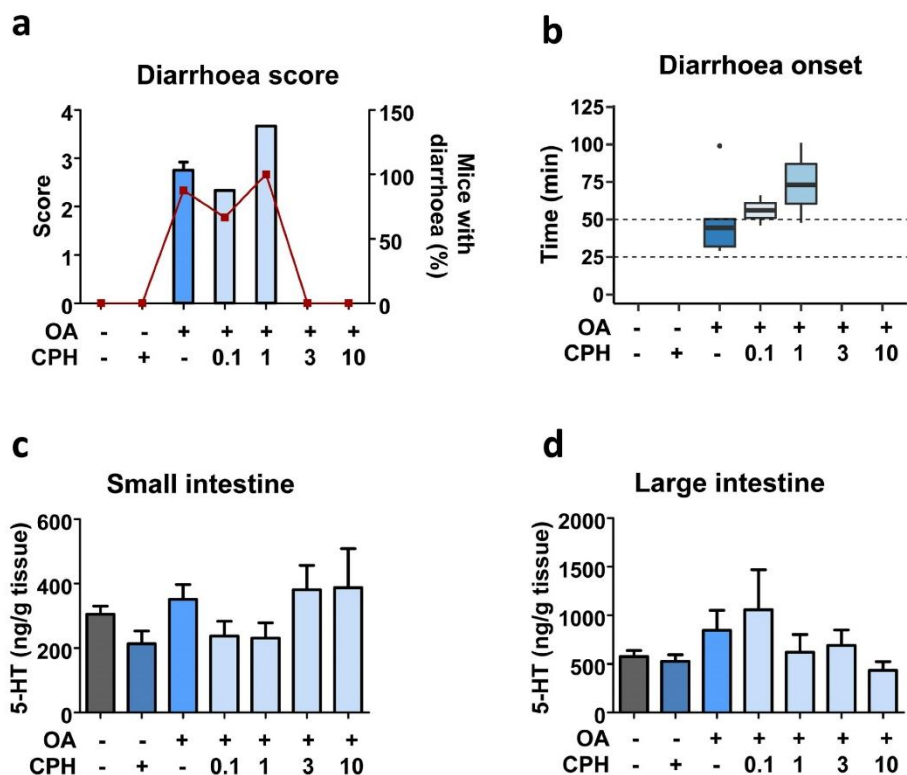 a
Diarrhoea score
4
3
2
1
0
Score
150
100
50
0
Mice with
diarrhoea (%)
OA - - + + + + +
CPH - + - 0.1 1 3 10
b
Diarrhoea onset
125
100
75
50
25
0
Time (min)
OA - - + + + + +
CPH - + - 0.1 1 3 10
c
Small intestine
600
400
200
0
5-HT (ng/g tissue)
OA - - + + + + +
CPH - + - 0.1 1 3 10
d
Large intestine
2000
1500
1000
500
0
5-HT (ng/g tissue)
OA - - + + + + +
CPH - + - 0.1 1 3 10